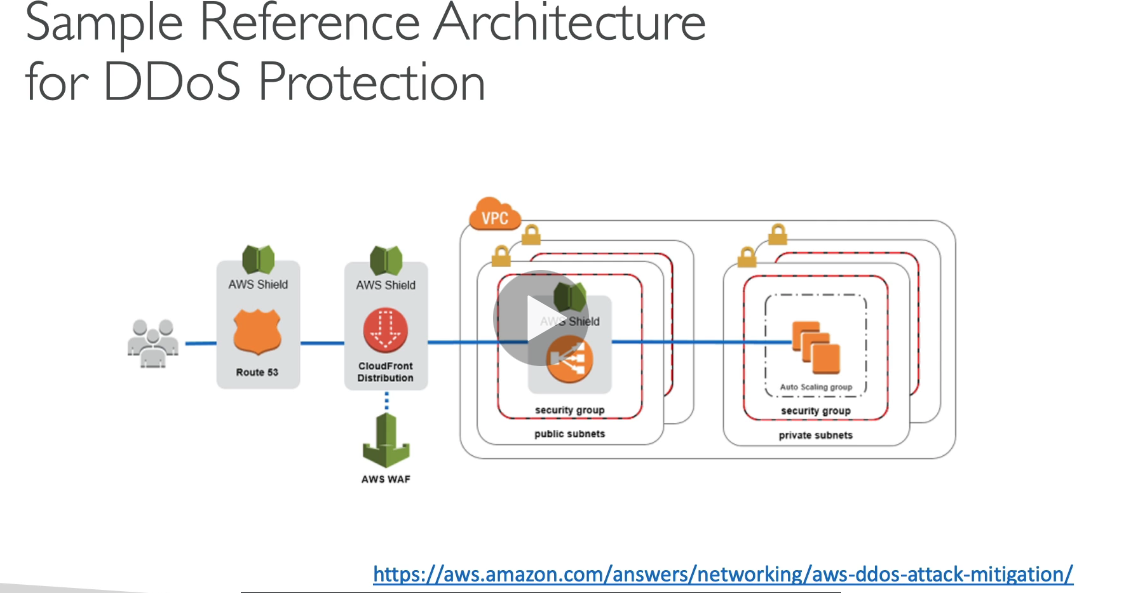 Sample Reference Architecture
for DDoS Protection
VPC
AWS Shield
Route 53
AWS Shield
CloudFront
Distribution
AWS WAF
AWS Shield
security group
public subnets
Auto Scaling group
security group
private subnets
https://aws.amazon.com/answers/networking/aws-ddos-attack-mitigation/